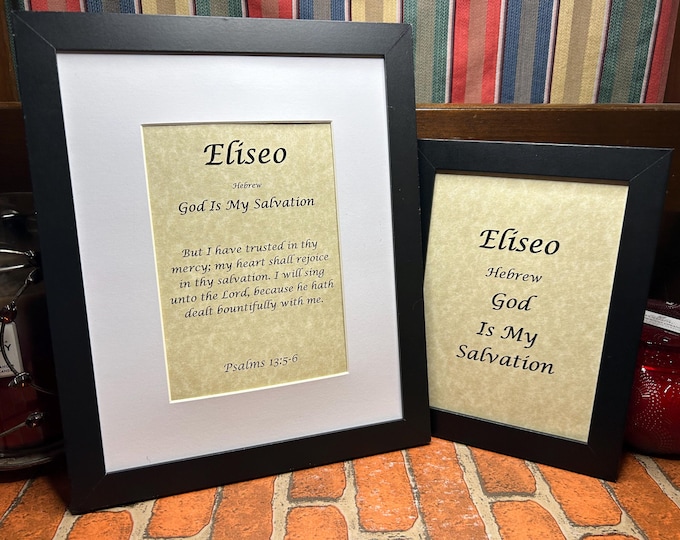 Eliseo
Hebrew
God Is My Salvation
But I have trusted in thy
mercy; my heart shall rejoice
in thy salvation. I will sing
unto the Lord, because he hath
dealt bountifully with me.
Psalms 13:5-6
Eliseo
Hebrew
God
Is My
Salvation